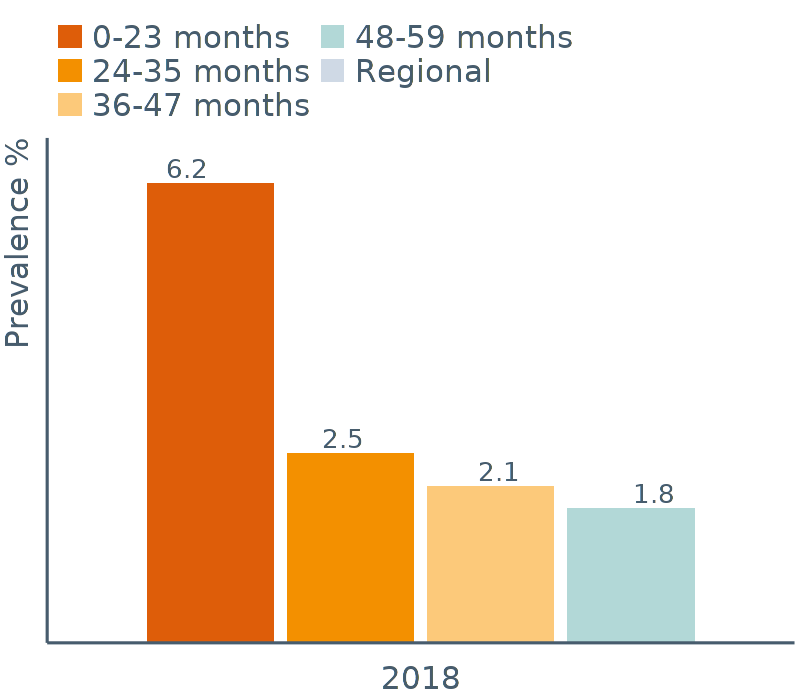 0-23 months
24-35 months
36-47 months
48-59 months
Regional
Prevalence %
6.2
2.5
2.1
1.8
2018